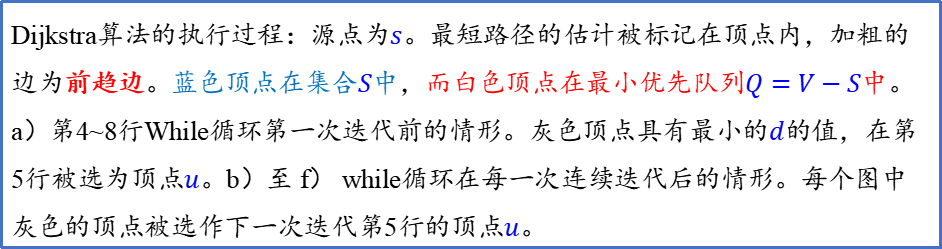 Dijkstra算法的执行过程：源点为s。最短路径的估计被标记在顶点内，加粗的
边为前趋边。蓝色顶点在集合S中，而白色顶点在最小优先队列Q = V − S中。
a）第4~8行While循环第一次迭代前的情形。灰色顶点具有最小的d的值，在第
5行被选为顶点u。b）至 f） while循环在每一次连续迭代后的情形。每个图中
灰色的顶点被选作下一次迭代第5行的顶点u。